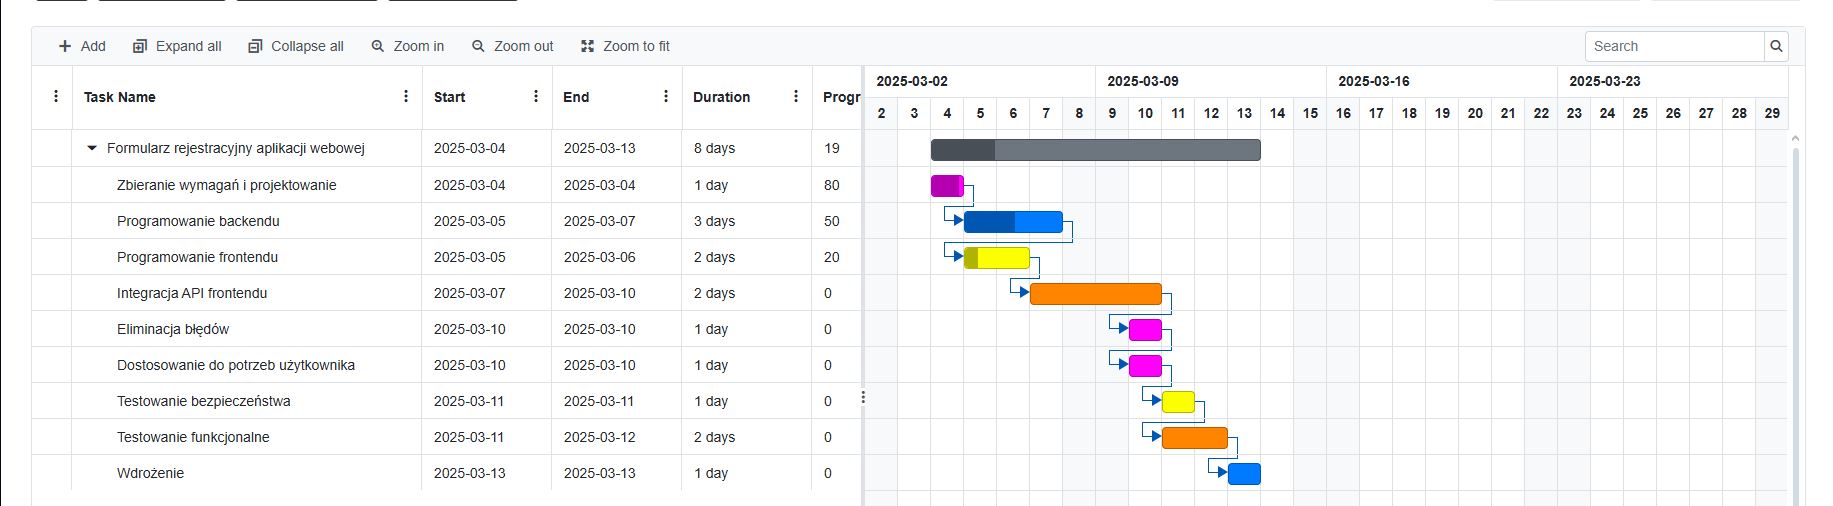 Add Expand all Collapse all Zoom in Zoom out Zoom to fit Search
2025-03-02 2025-03-09 2025-03-16 2025-03-23
Task Name Start End Duration Progr
2 3 4 5 6 7 8 9 10 11 12 13 14 15 16 17 18 19 20 21 22 23 24 25 26 27 28 29
Formularz rejestracyjny aplikacji webowej 2025-03-04 2025-03-13 8 days 19
Zbieranie wymagań i projektowanie 2025-03-04 2025-03-04 1 day 80
Programowanie backendu 2025-03-05 2025-03-07 3 days 50
Programowanie frontendu 2025-03-05 2025-03-06 2 days 20
Integracja API frontendu 2025-03-07 2025-03-10 2 days 0
Eliminacja błędów 2025-03-10 2025-03-10 1 day 0
Dostosowanie do potrzeb użytkownika 2025-03-10 2025-03-10 1 day 0
Testowanie bezpieczeństwa 2025-03-11 2025-03-11 1 day 0
Testowanie funkcjonalne 2025-03-11 2025-03-12 2 days 0
Wdrożenie 2025-03-13 2025-03-13 1 day 0